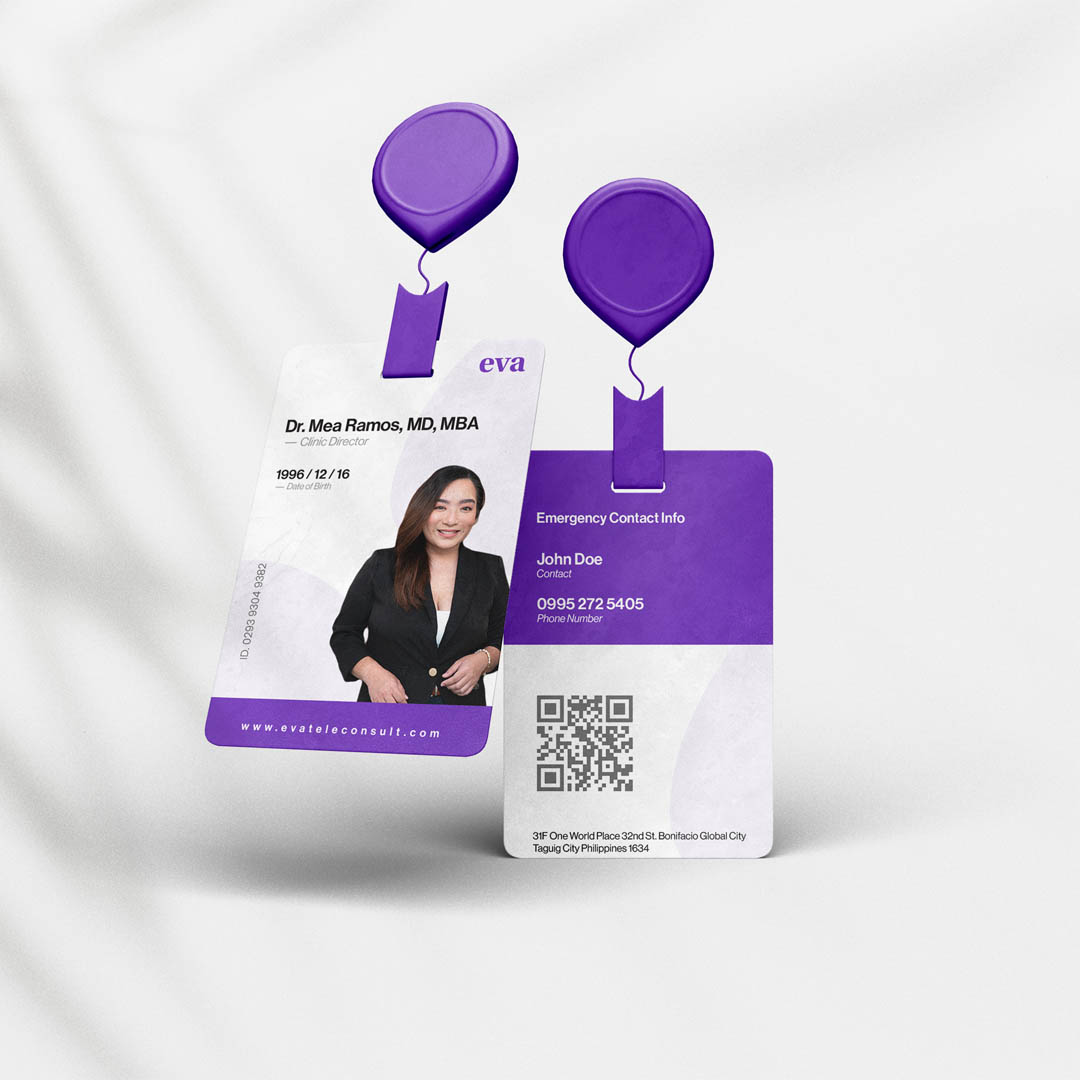 eva
Dr. Mea Ramos, MD, MBA
— Clinic Director
1996 / 12 / 16
— Date of Birth
ID. 0293 9304 9382
www.evateleconsult.com
Emergency Contact Info
John Doe
Contact
0995 272 5405
Phone Number
31F One World Place 32nd St. Bonifacio Global City
Taguig City Philippines 1634